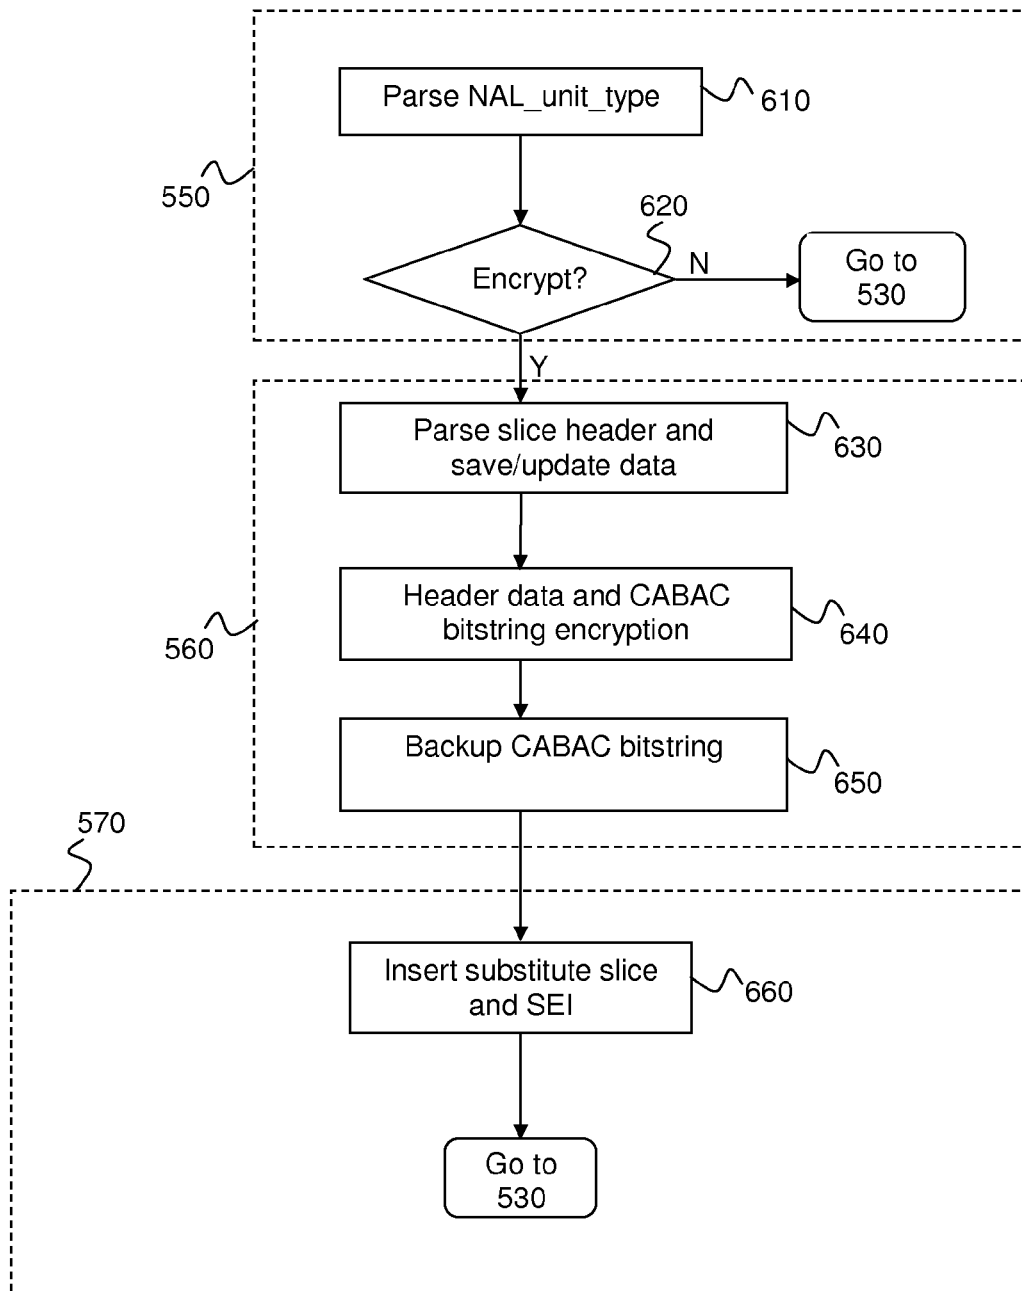 Parse NAL_unit_type
610
550
620
Encrypt?
N
Go to
530
Y
Parse slice header and
save/update data
630
Header data and CABAC
bitstring encryption
640
560
Backup CABAC bitstring
650
570
Insert substitute slice
and SEI
660
Go to
530